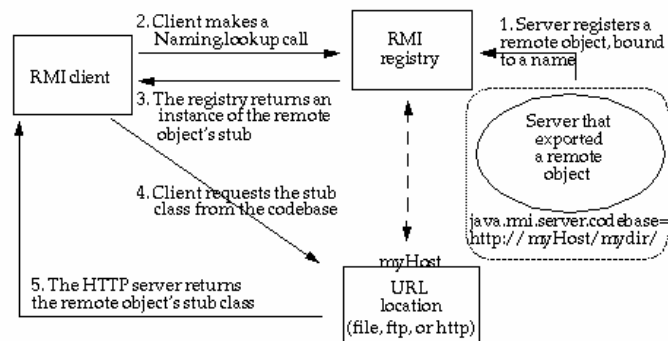 2. Client makes a
Naming.lookup call
RMI
registry
1. Server registers a
remote object, bound
to a name
RMI client
3. The registry returns an
instance of the remote
object's stub
Server that
exported
a remote
object
4. Client requests the stub
class from the codebase
java.rmi.server.codebase=
http://myHost/mydir/
myHost
5. The HTTP server returns
the remote object's stub class
URL
location
(file, ftp, or http)